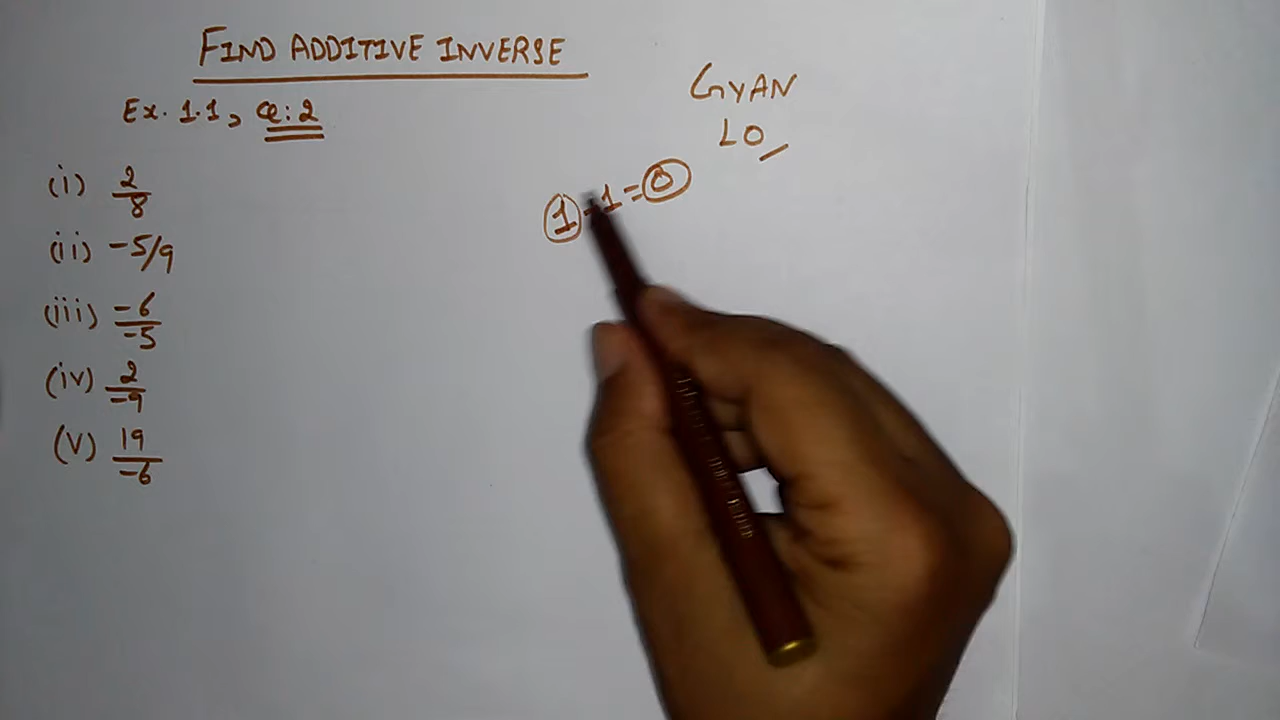 FIND ADDITIVE INVERSE
Ex. 1.1, Q:2
GYAN
LO
1 - 1 = 0
(i) 2/8
(ii) -5/9
(iii) -6/-5
(iv) 2/-9
(v) 19/-6